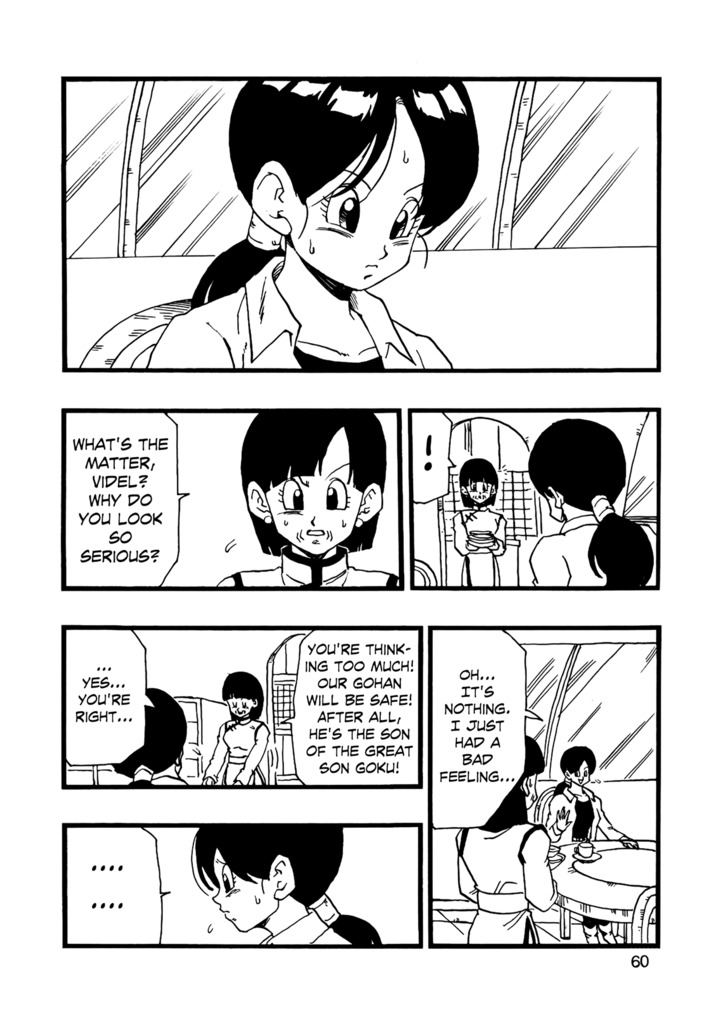 !
WHAT'S THE
MATTER,
VIDEL?
WHY DO
YOU LOOK
SO
SERIOUS?
OH...
IT'S
NOTHING.
I JUST
HAD A
BAD
FEELING...
YOU'RE THINK-
ING TOO MUCH!
OUR GOHAN
WILL BE SAFE!
AFTER ALL,
HE'S THE SON
OF THE GREAT
SON GOKU!
...
YES...
YOU'RE
RIGHT...
....
....
60